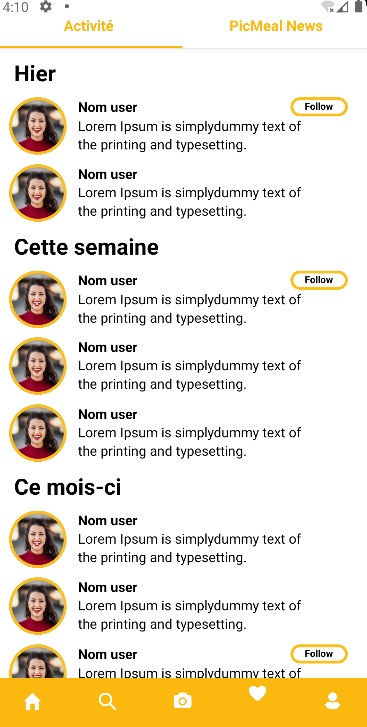 4:10
Activité PicMeal News
Hier
Nom user Follow
Lorem Ipsum is simplydummy text of
the printing and typesetting.
Nom user
Lorem Ipsum is simplydummy text of
the printing and typesetting.
Cette semaine
Nom user Follow
Lorem Ipsum is simplydummy text of
the printing and typesetting.
Nom user
Lorem Ipsum is simplydummy text of
the printing and typesetting.
Nom user
Lorem Ipsum is simplydummy text of
the printing and typesetting.
Ce mois-ci
Nom user
Lorem Ipsum is simplydummy text of
the printing and typesetting.
Nom user
Lorem Ipsum is simplydummy text of
the printing and typesetting.
Nom user Follow
Lorem Ipsum is simplydummy text of